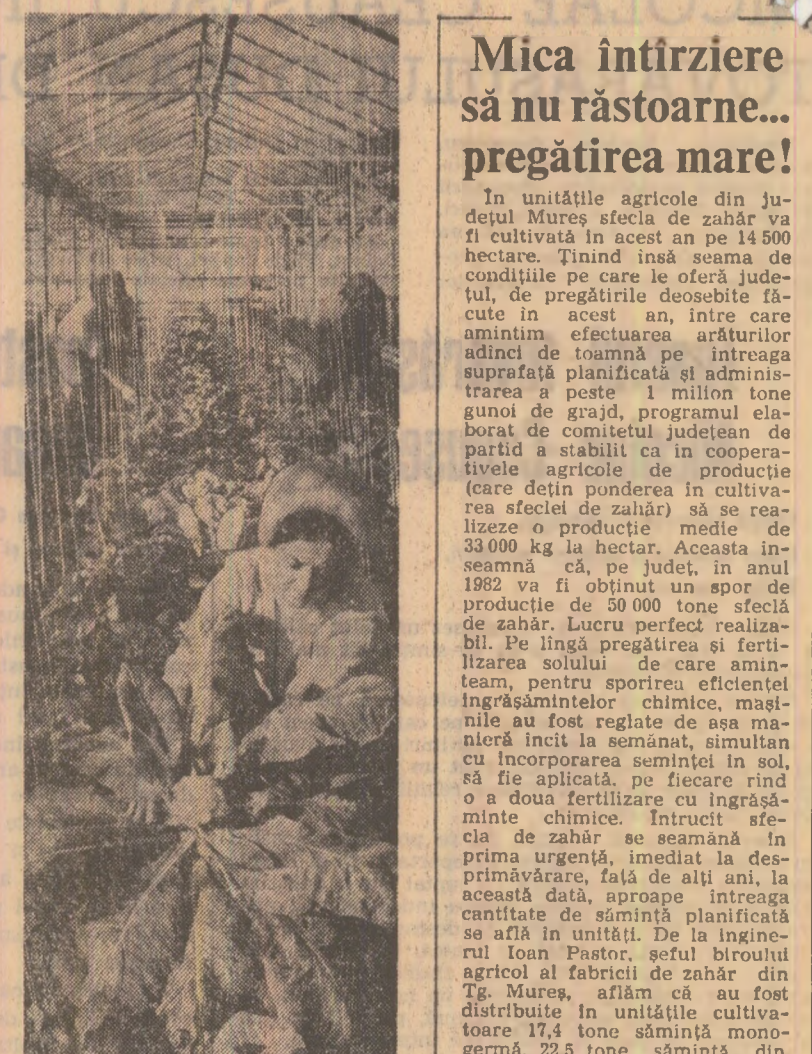 Mica întîrziere
să nu răstoarne...
pregătirea mare!
În unitățile agricole din ju-
dețul Mureș sfecla de zahăr va
fi cultivată în acest an pe 14 500
hectare. Ținînd însă seama de
condițiile pe care le oferă jude-
țul, de pregătirile deosebite fă-
cute în acest an, între care
amintim efectuarea arăturilor
adînci de toamnă pe întreaga
suprafață planificată și adminis-
trarea a peste 1 milion tone
gunoi de grajd, programul ela-
borat de comitetul județean de
partid a stabilit ca în coopera-
tivele agricole de producție
(care dețin ponderea în cultiva-
rea sfeclei de zahăr) să se rea-
lizeze o producție medie de
33 000 kg la hectar. Aceasta în-
seamnă că, pe județ, în anul
1982 va fi obținut un spor de
producție de 50 000 tone sfeclă
de zahăr. Lucru perfect realiza-
bil. Pe lîngă pregătirea și ferti-
lizarea solului de care amin-
team, pentru sporirea eficienței
îngrășămintelor chimice, mași-
nile au fost reglate de așa ma-
nieră încît la semănat, simultan
cu încorporarea seminței în sol,
să fie aplicată, pe fiecare rînd
o a doua fertilizare cu îngrășă-
minte chimice. Întrucît sfe-
cla de zahăr se seamănă în
prima urgență, imediat la des-
primăvărare, față de alți ani, la
această dată, aproape întreaga
cantitate de sămînță planificată
se află în unități. De la ingine-
rul Ioan Pastor, șeful biroului
agricol al fabricii de zahăr din
Tg. Mureș, aflăm că au fost
distribuite în unitățile cultiva-
toare 17,4 tone sămînță mono-
germă, 22,5 tone sămînță din